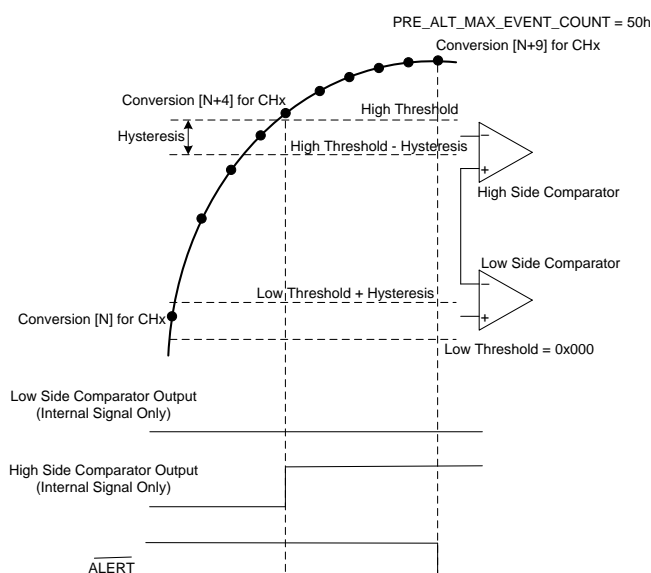 PRE_ALT_MAX_EVENT_COUNT = 50h
Conversion [N+9] for CHx
Conversion [N+4] for CHx
High Threshold
Hysteresis
High Threshold - Hysteresis
−
+
High Side Comparator
Low Side Comparator
−
+
Low Threshold + Hysteresis
Conversion [N] for CHx
Low Threshold = 0x000
Low Side Comparator Output
(Internal Signal Only)
High Side Comparator Output
(Internal Signal Only)
ALERT